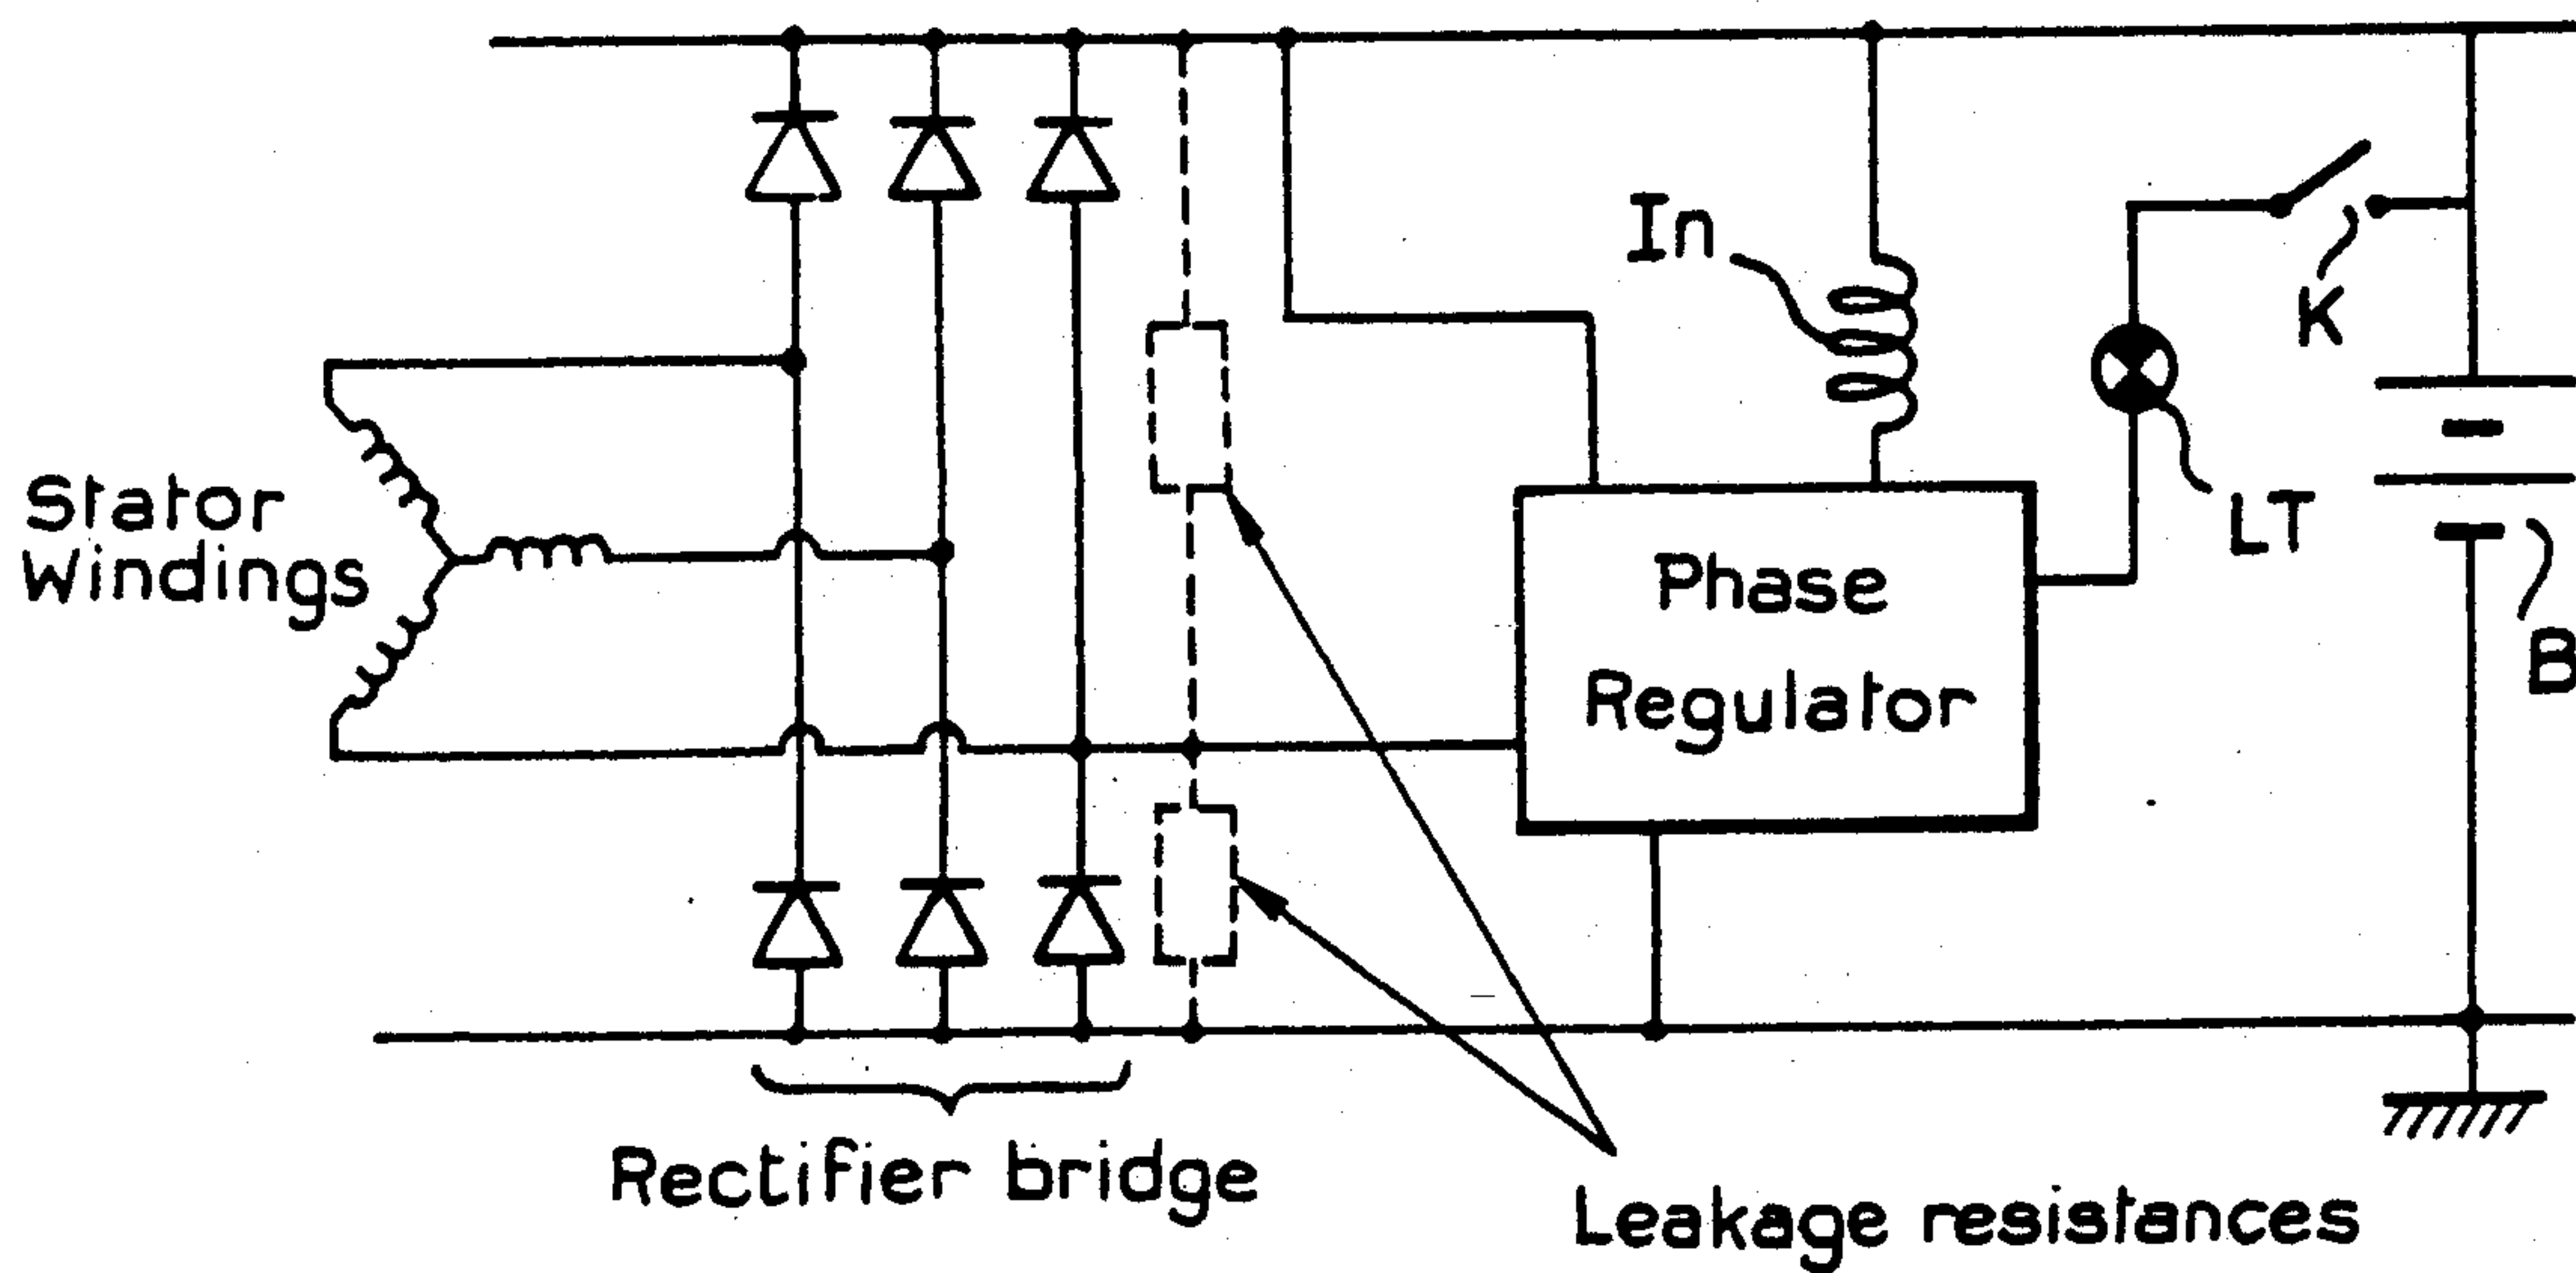 In
K
Stator
Windings
LT
Phase
Regulator
B
Rectifier bridge
Leakage resistances